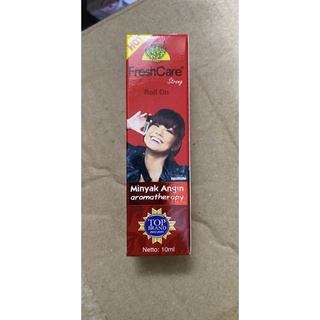 HOT
FreshCare®
Strong
Roll On
Minyak Angin
aromatherapy
TOP
BRAND
Netto: 10ml